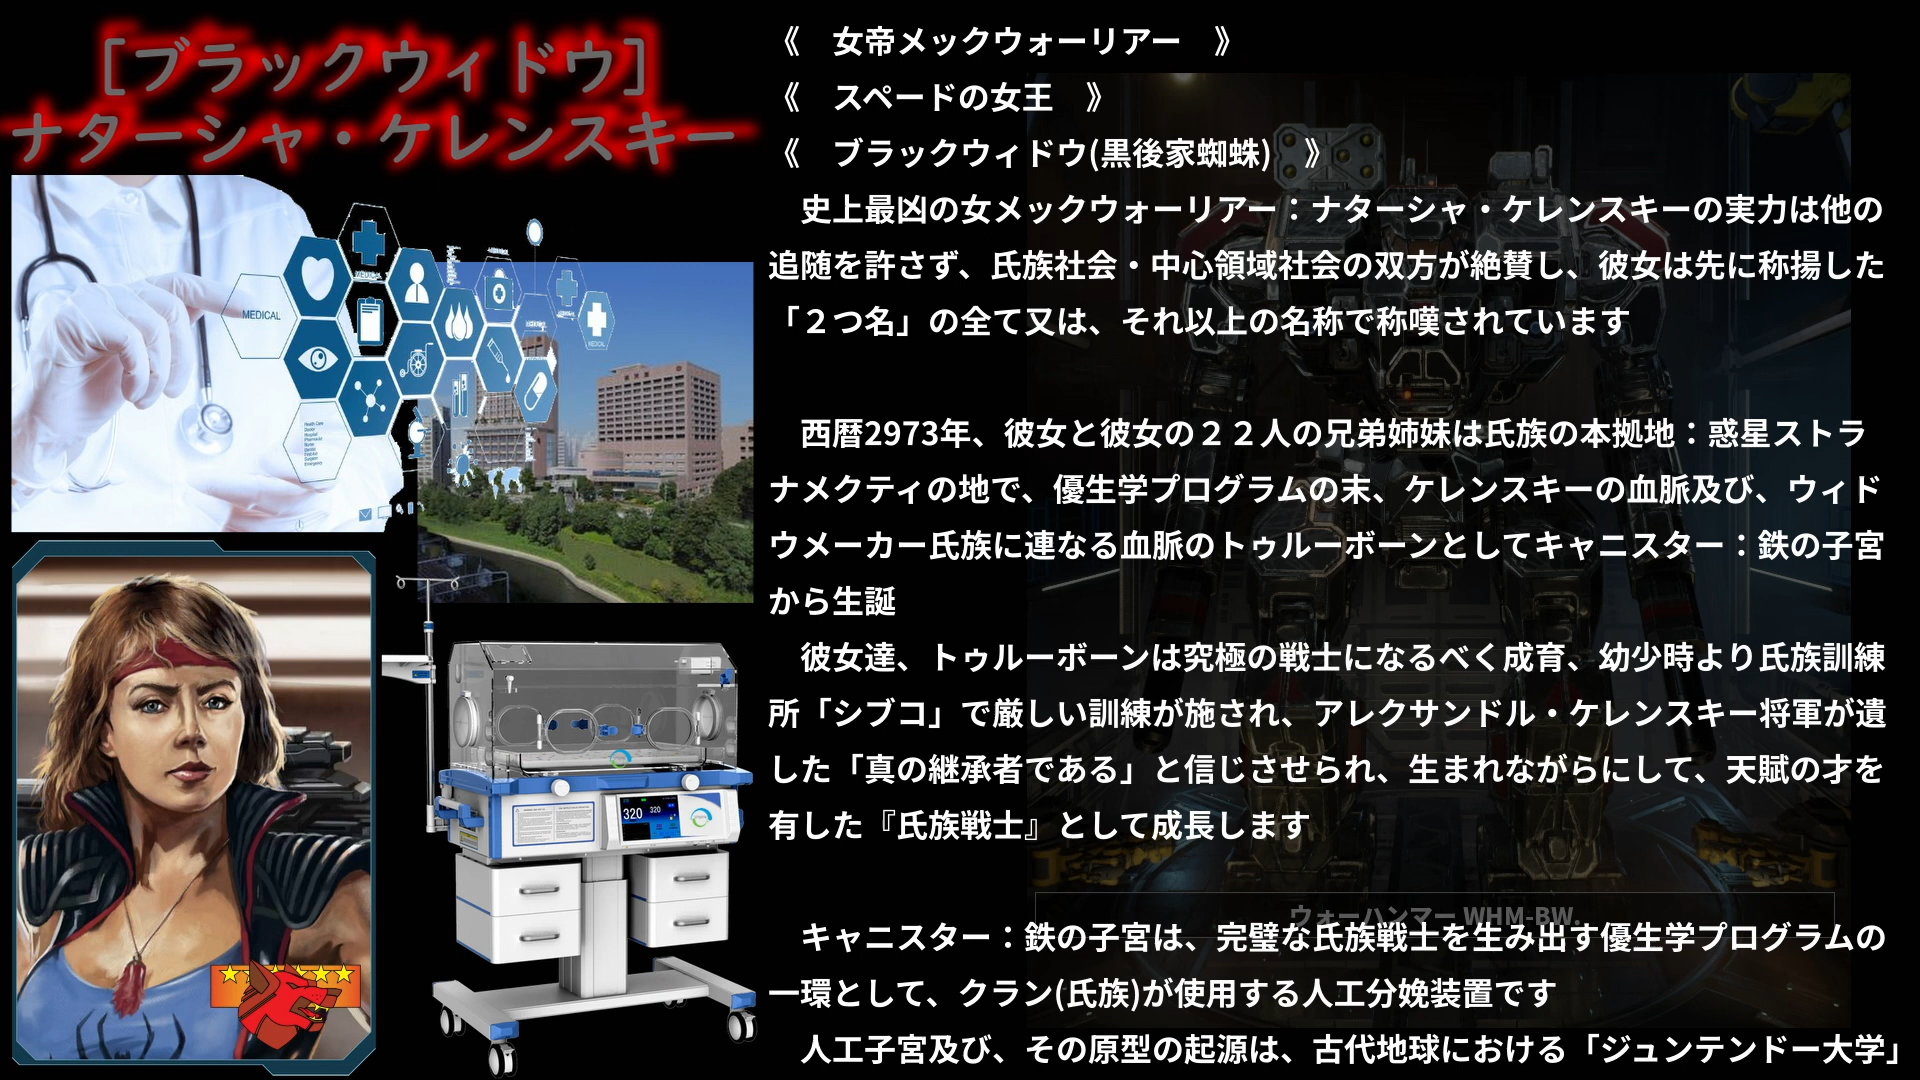 [ブラックウィドウ]
ナターシャ・ケレンスキー
《　女帝メックウォーリアー　》
《　スペードの女王　》
《　ブラックウィドウ(黒後家蜘蛛)　》
　史上最凶の女メックウォーリアー：ナターシャ・ケレンスキーの実力は他の
追随を許さず、氏族社会・中心領域社会の双方が絶賛し、彼女は先に称揚した
「２つ名」の全て又は、それ以上の名称で称嘆されています
　西暦2973年、彼女と彼女の２２人の兄弟姉妹は氏族の本拠地：惑星ストラ
ナメクティの地で、優生学プログラムの末、ケレンスキーの血脈及び、ウィド
ウメーカー氏族に連なる血脈のトゥルーボーンとしてキャニスター：鉄の子宮
から生誕
　彼女達、トゥルーボーンは究極の戦士になるべく成育、幼少時より氏族訓練
所「シブコ」で厳しい訓練が施され、アレクサンドル・ケレンスキー将軍が遺
した「真の継承者である」と信じさせられ、生まれながらにして、天賦の才を
有した『氏族戦士』として成長します
ウォーハンマー WHM-BW.
　キャニスター：鉄の子宮は、完璧な氏族戦士を生み出す優生学プログラムの
一環として、クラン(氏族)が使用する人工分娩装置です
　人工子宮及び、その原型の起源は、古代地球における「ジュンテンドー大学」
MEDICAL
MEDICAL
Health Care
Doctor
Hospital
Pharmacist
Nurse
Dentist
First Aid
Surgeon
Emergency
320
320